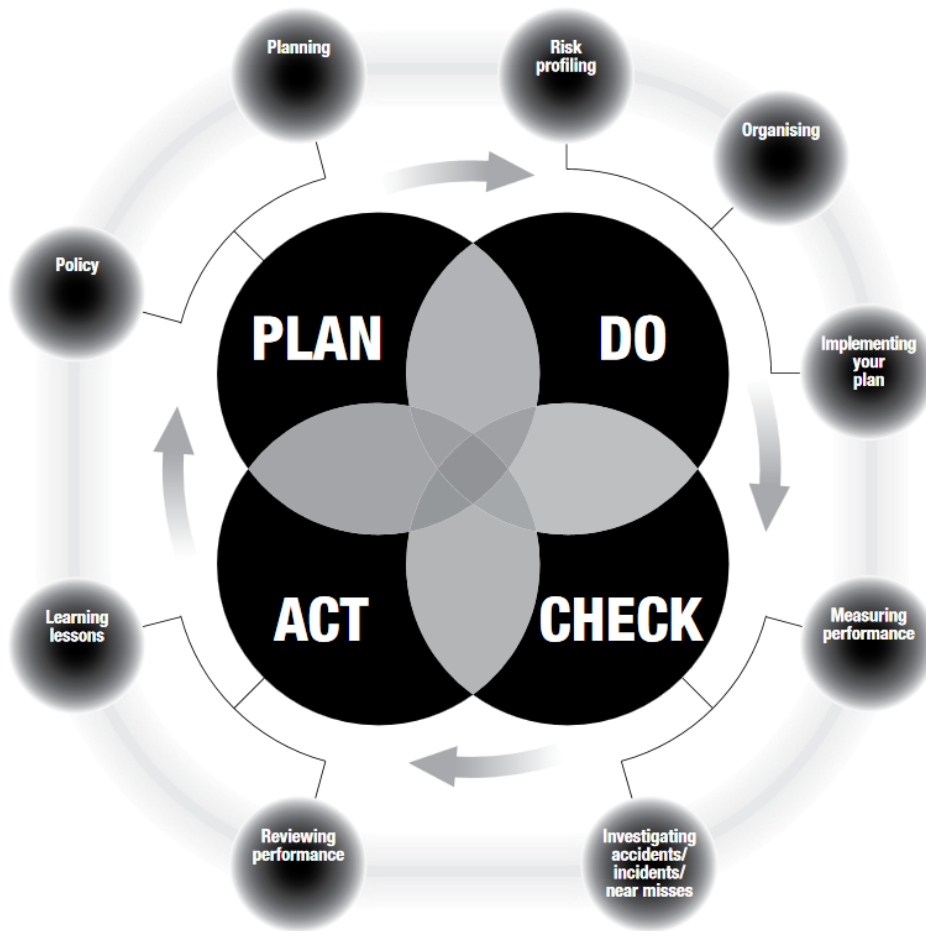 Planning
Risk
profiling
Organising
Policy
PLAN
DO
Implementing
your
plan
Learning
lessons
ACT
CHECK
Measuring
performance
Reviewing
performance
Investigating
accidents/
incidents/
near misses